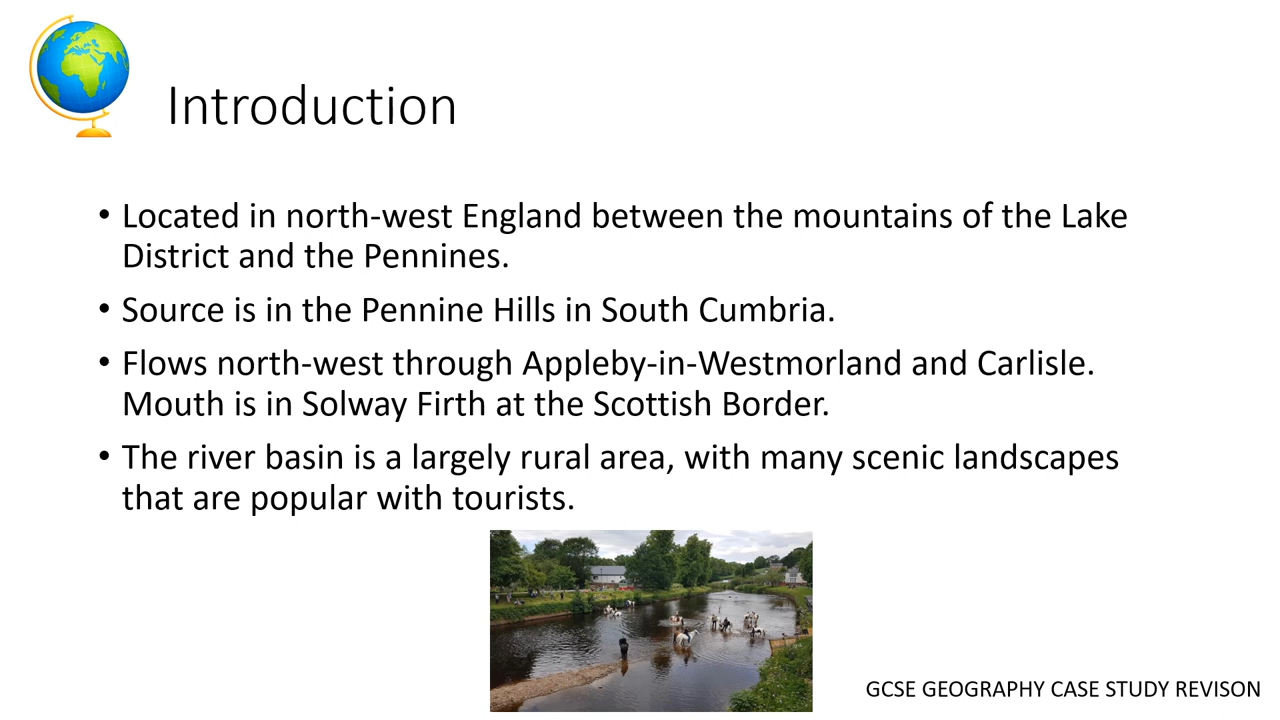 Introduction
• Located in north-west England between the mountains of the Lake
District and the Pennines.
• Source is in the Pennine Hills in South Cumbria.
• Flows north-west through Appleby-in-Westmorland and Carlisle.
Mouth is in Solway Firth at the Scottish Border.
• The river basin is a largely rural area, with many scenic landscapes
that are popular with tourists.
GCSE GEOGRAPHY CASE STUDY REVISON